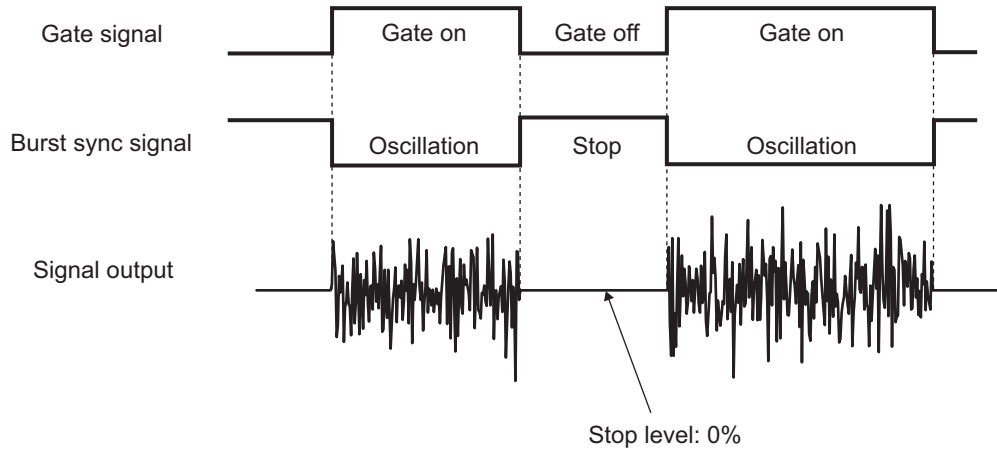 Gate signal
Gate on
Gate off
Gate on
Burst sync signal
Oscillation
Stop
Oscillation
Signal output
Stop level: 0%